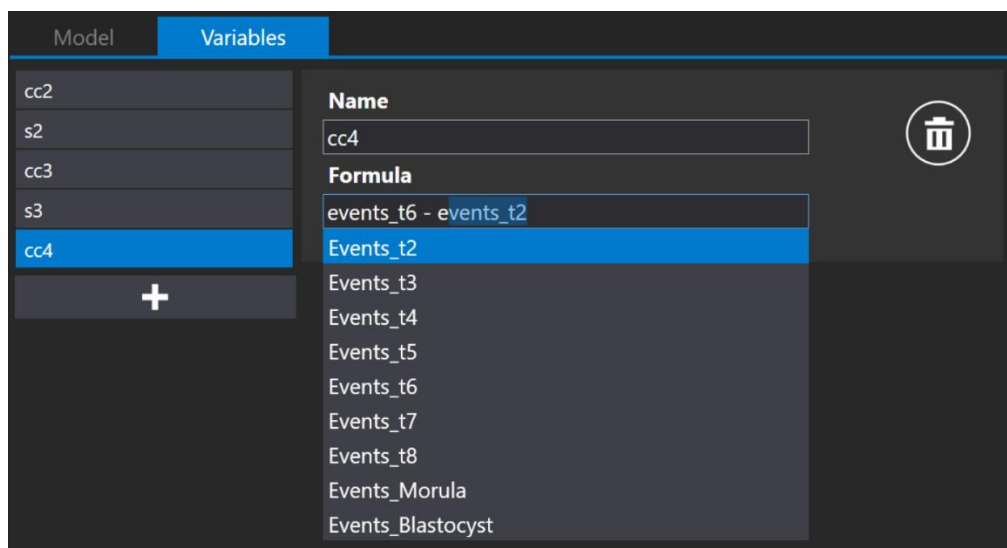 Model Variables
cc2
s2
cc3
s3
cc4
Name
cc4
Formula
events_t6 - events_t2
Events_t2
Events_t3
Events_t4
Events_t5
Events_t6
Events_t7
Events_t8
Events_Morula
Events_Blastocyst